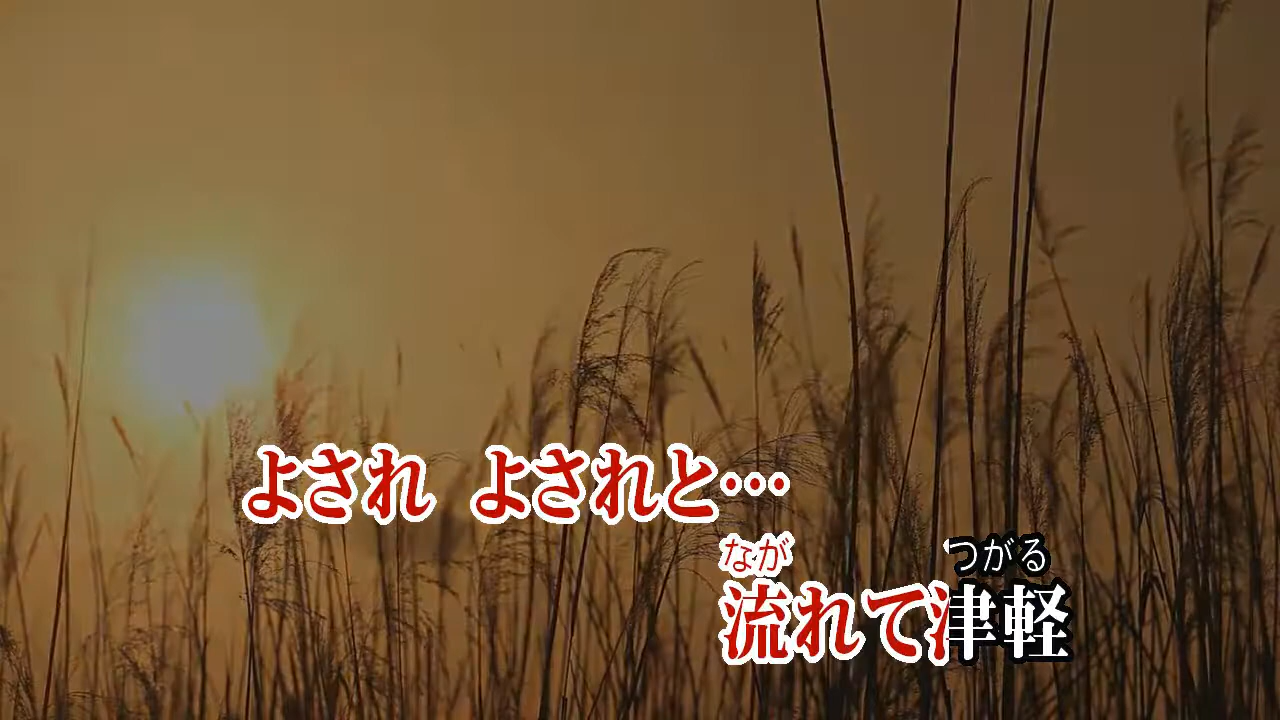 よされ よされと…
なが つがる
流れて津軽